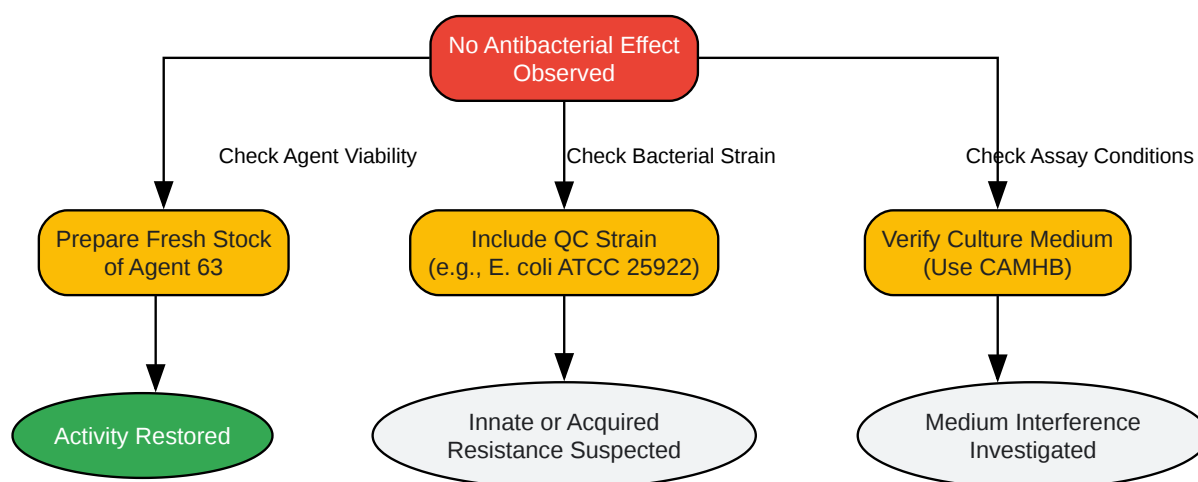 No Antibacterial Effect
Observed
Check Agent Viability
Check Bacterial Strain
Check Assay Conditions
Prepare Fresh Stock
of Agent 63
Include QC Strain
(e.g., E. coli ATCC 25922)
Verify Culture Medium
(Use CAMHB)
Activity Restored
Innate or Acquired
Resistance Suspected
Medium Interference
Investigated